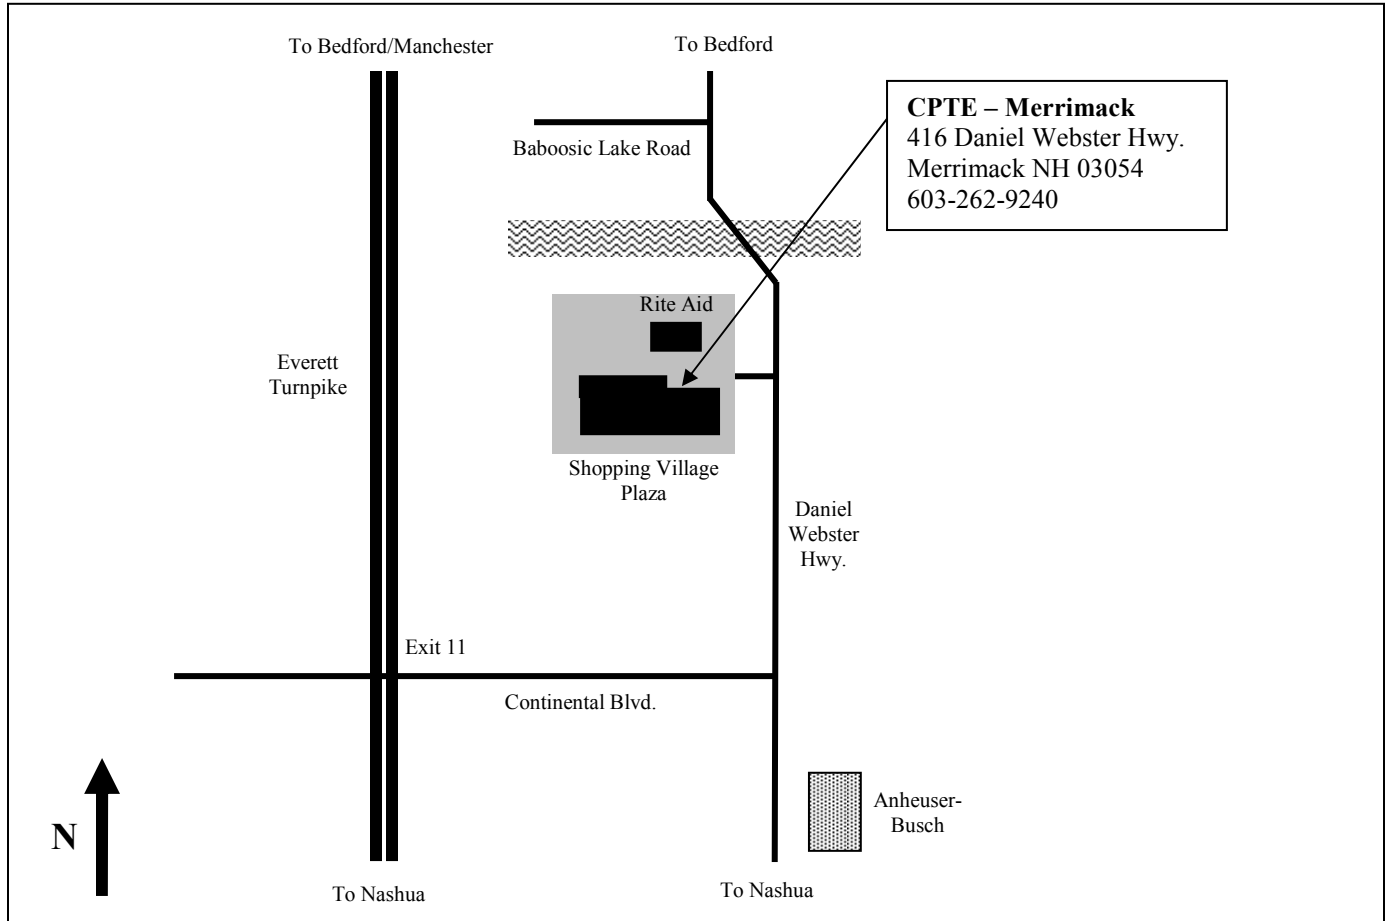 To Bedford/Manchester
To Bedford
CPTE – Merrimack
416 Daniel Webster Hwy.
Merrimack NH 03054
603-262-9240
Baboosic Lake Road
Rite Aid
Everett
Turnpike
Shopping Village
Plaza
Daniel
Webster
Hwy.
Exit 11
Continental Blvd.
N
Anheuser-
Busch
To Nashua
To Nashua